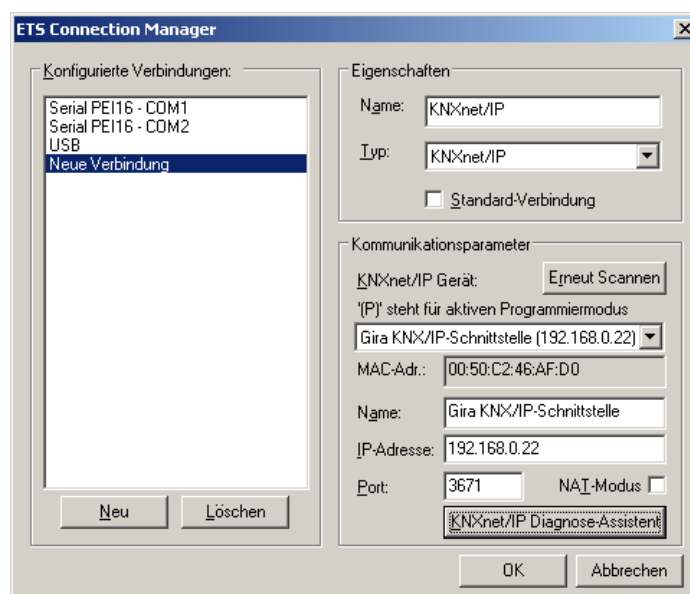 ETS Connection Manager
Konfigurierte Verbindungen:
Serial PEI16 - COM1
Serial PEI16 - COM2
USB
Neue Verbindung
Neu
Löschen
Eigenschaften
Name:
KNXnet/IP
Typ:
KNXnet/IP
Standard-Verbindung
Kommunikationsparameter
KNXnet/IP Gerät:
Erneut Scannen
'(P)' steht für aktiven Programmiermodus
Gira KNX/IP-Schnittstelle (192.168.0.22)
MAC-Adr.:
00:50:C2:46:AF:D0
Name:
Gira KNX/IP-Schnittstelle
IP-Adresse:
192.168.0.22
Port:
3671
NAT-Modus
KNXnet/IP Diagnose-Assistent
OK
Abbrechen